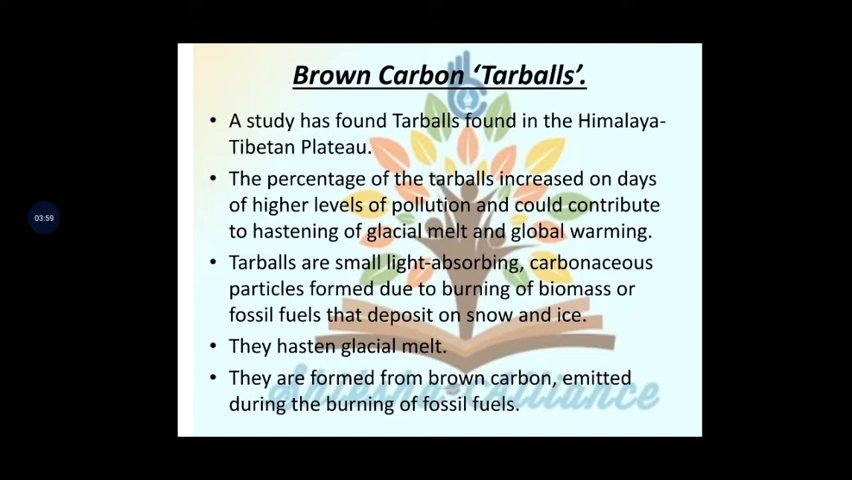 Brown Carbon ‘Tarballs’.
• A study has found Tarballs found in the Himalaya-
Tibetan Plateau.
• The percentage of the tarballs increased on days
of higher levels of pollution and could contribute
to hastening of glacial melt and global warming.
03:59
• Tarballs are small light-absorbing, carbonaceous
particles formed due to burning of biomass or
fossil fuels that deposit on snow and ice.
• They hasten glacial melt.
• They are formed from brown carbon, emitted
during the burning of fossil fuels.
Shiksha Alliance